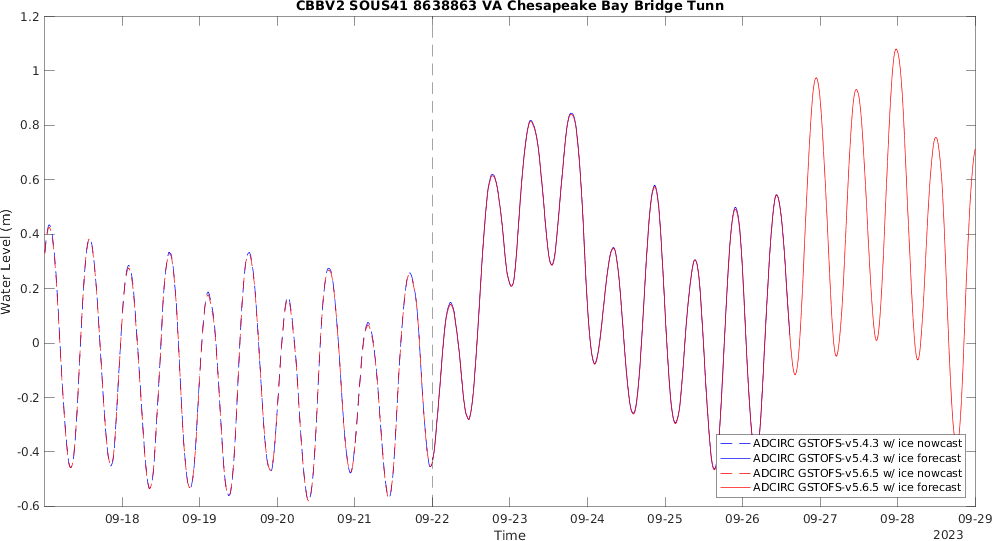 CBBV2 SOUS41 8638863 VA Chesapeake Bay Bridge Tunn
1.2
1
0.8
0.6
0.4
0.2
0
-0.2
-0.4
-0.6
Water Level (m)
ADCIRC GSTOFS-v5.4.3 w/ ice nowcast
ADCIRC GSTOFS-v5.4.3 w/ ice forecast
ADCIRC GSTOFS-v5.6.5 w/ ice nowcast
ADCIRC GSTOFS-v5.6.5 w/ ice forecast
09-18 09-19 09-20 09-21 09-22 09-23 09-24 09-25 09-26 09-27 09-28 09-29
Time 2023